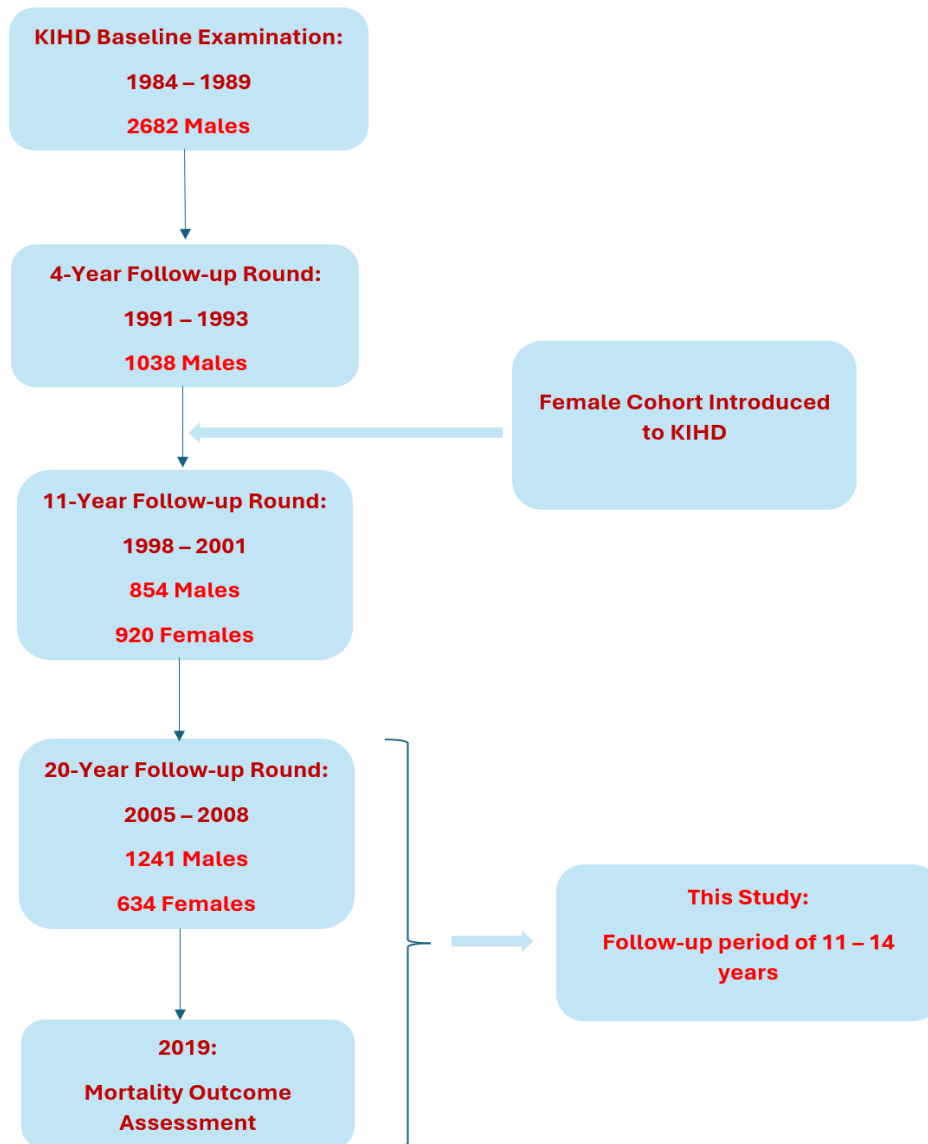 KIHD Baseline Examination:
1984 – 1989
2682 Males
4-Year Follow-up Round:
1991 – 1993
1038 Males
Female Cohort Introduced
to KIHD
11-Year Follow-up Round:
1998 – 2001
854 Males
920 Females
20-Year Follow-up Round:
2005 – 2008
1241 Males
634 Females
This Study:
Follow-up period of 11 – 14
years
2019:
Mortality Outcome
Assessment